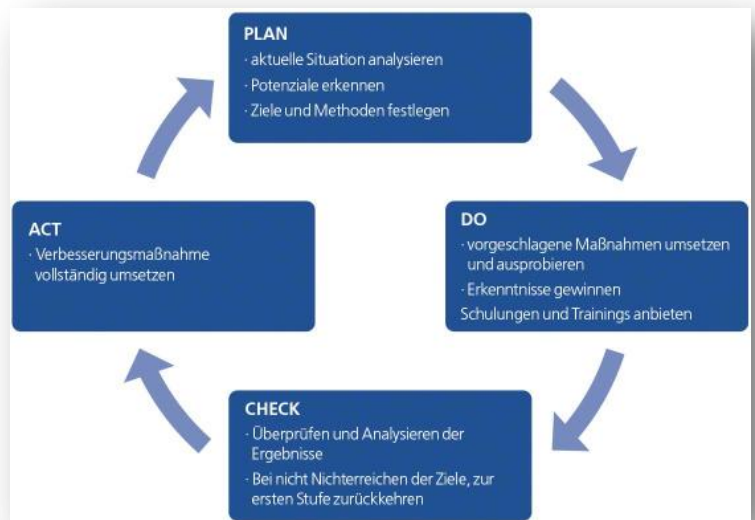 PLAN
· aktuelle Situation analysieren
· Potenziale erkennen
· Ziele und Methoden festlegen
DO
· vorgeschlagene Maßnahmen umsetzen
und ausprobieren
· Erkenntnisse gewinnen
Schulungen und Trainings anbieten
CHECK
· Überprüfen und Analysieren der
Ergebnisse
· Bei nicht Nichterreichen der Ziele, zur
ersten Stufe zurückkehren
ACT
· Verbesserungsmaßnahme
vollständig umsetzen